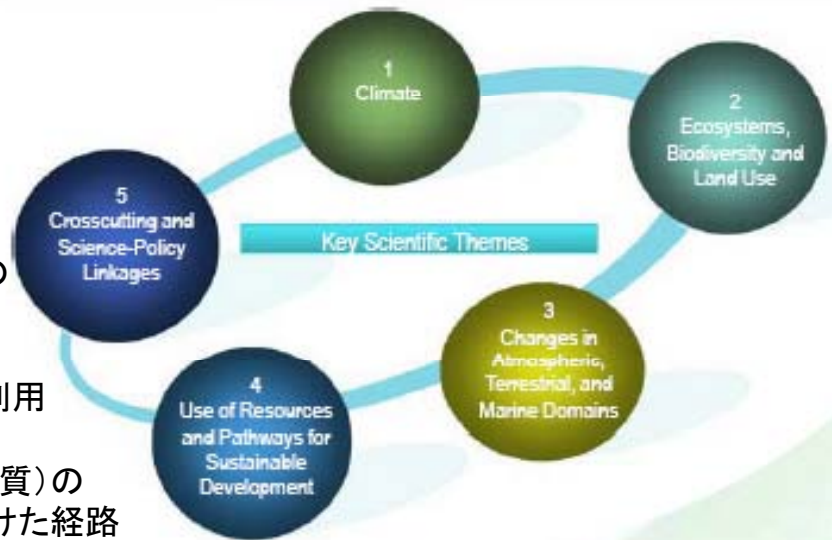 1
Climate
2
Ecosystems,
Biodiversity and
Land Use
5
Crosscutting and
Science-Policy
Linkages
Key Scientific Themes
3
Changes in
Atmospheric,
Terrestrial, and
Marine Domains
4
Use of Resources
and Pathways for
Sustainable
Development
の
利用
質)の
けた経路